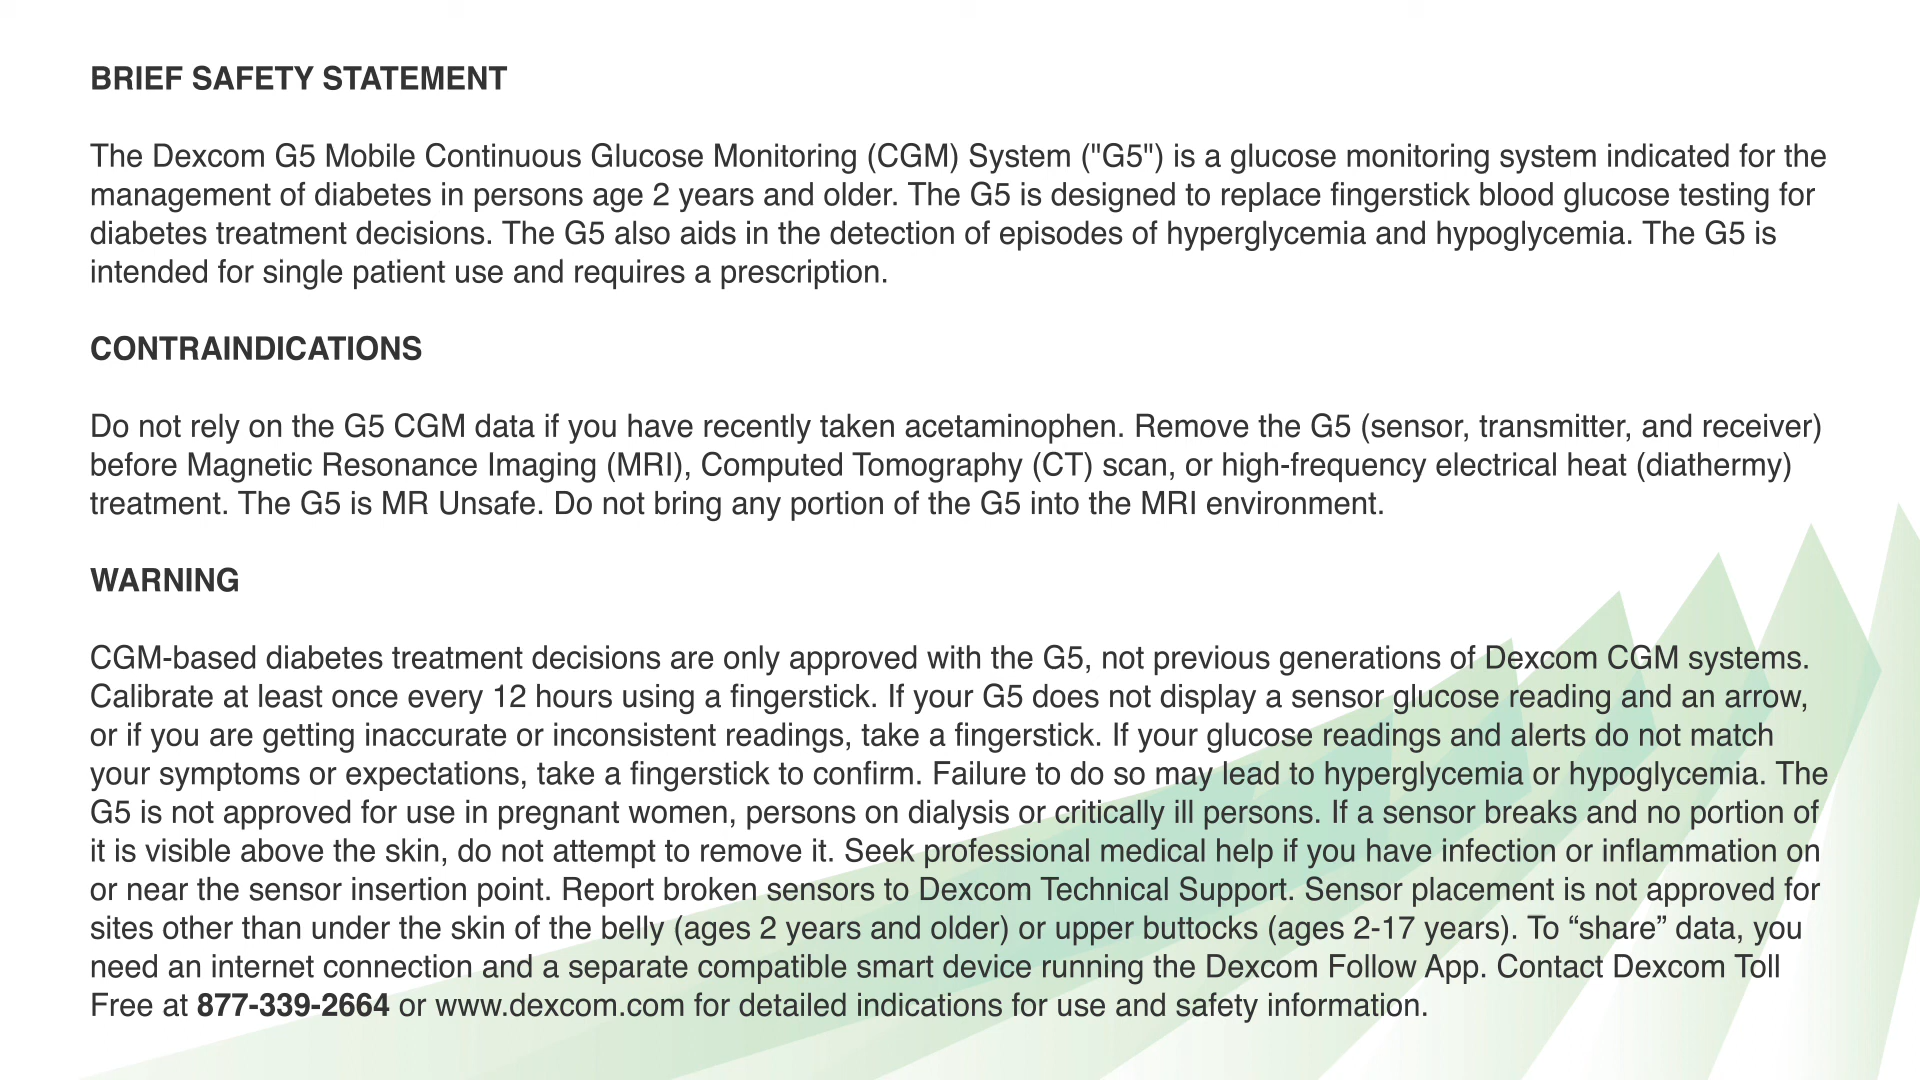 BRIEF SAFETY STATEMENT
The Dexcom G5 Mobile Continuous Glucose Monitoring (CGM) System ("G5") is a glucose monitoring system indicated for the
management of diabetes in persons age 2 years and older. The G5 is designed to replace fingerstick blood glucose testing for
diabetes treatment decisions. The G5 also aids in the detection of episodes of hyperglycemia and hypoglycemia. The G5 is
intended for single patient use and requires a prescription.
CONTRAINDICATIONS
Do not rely on the G5 CGM data if you have recently taken acetaminophen. Remove the G5 (sensor, transmitter, and receiver)
before Magnetic Resonance Imaging (MRI), Computed Tomography (CT) scan, or high-frequency electrical heat (diathermy)
treatment. The G5 is MR Unsafe. Do not bring any portion of the G5 into the MRI environment.
WARNING
CGM-based diabetes treatment decisions are only approved with the G5, not previous generations of Dexcom CGM systems.
Calibrate at least once every 12 hours using a fingerstick. If your G5 does not display a sensor glucose reading and an arrow,
or if you are getting inaccurate or inconsistent readings, take a fingerstick. If your glucose readings and alerts do not match
your symptoms or expectations, take a fingerstick to confirm. Failure to do so may lead to hyperglycemia or hypoglycemia. The
G5 is not approved for use in pregnant women, persons on dialysis or critically ill persons. If a sensor breaks and no portion of
it is visible above the skin, do not attempt to remove it. Seek professional medical help if you have infection or inflammation on
or near the sensor insertion point. Report broken sensors to Dexcom Technical Support. Sensor placement is not approved for
sites other than under the skin of the belly (ages 2 years and older) or upper buttocks (ages 2-17 years). To “share” data, you
need an internet connection and a separate compatible smart device running the Dexcom Follow App. Contact Dexcom Toll
Free at 877-339-2664 or www.dexcom.com for detailed indications for use and safety information.